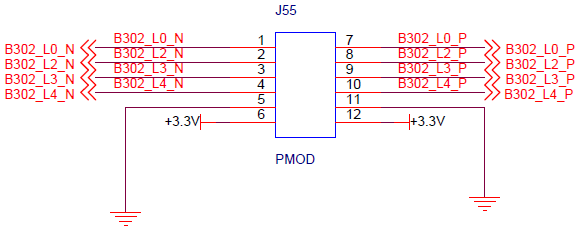 J55
B302_L0_N B302_L0_N 1 7 B302_L0_P B302_L0_P
B302_L2_N B302_L2_N 2 8 B302_L2_P B302_L2_P
B302_L3_N B302_L3_N 3 9 B302_L3_P B302_L3_P
B302_L4_N B302_L4_N 4 10 B302_L4_P B302_L4_P
5 11
+3.3V 6 12 +3.3V
PMOD